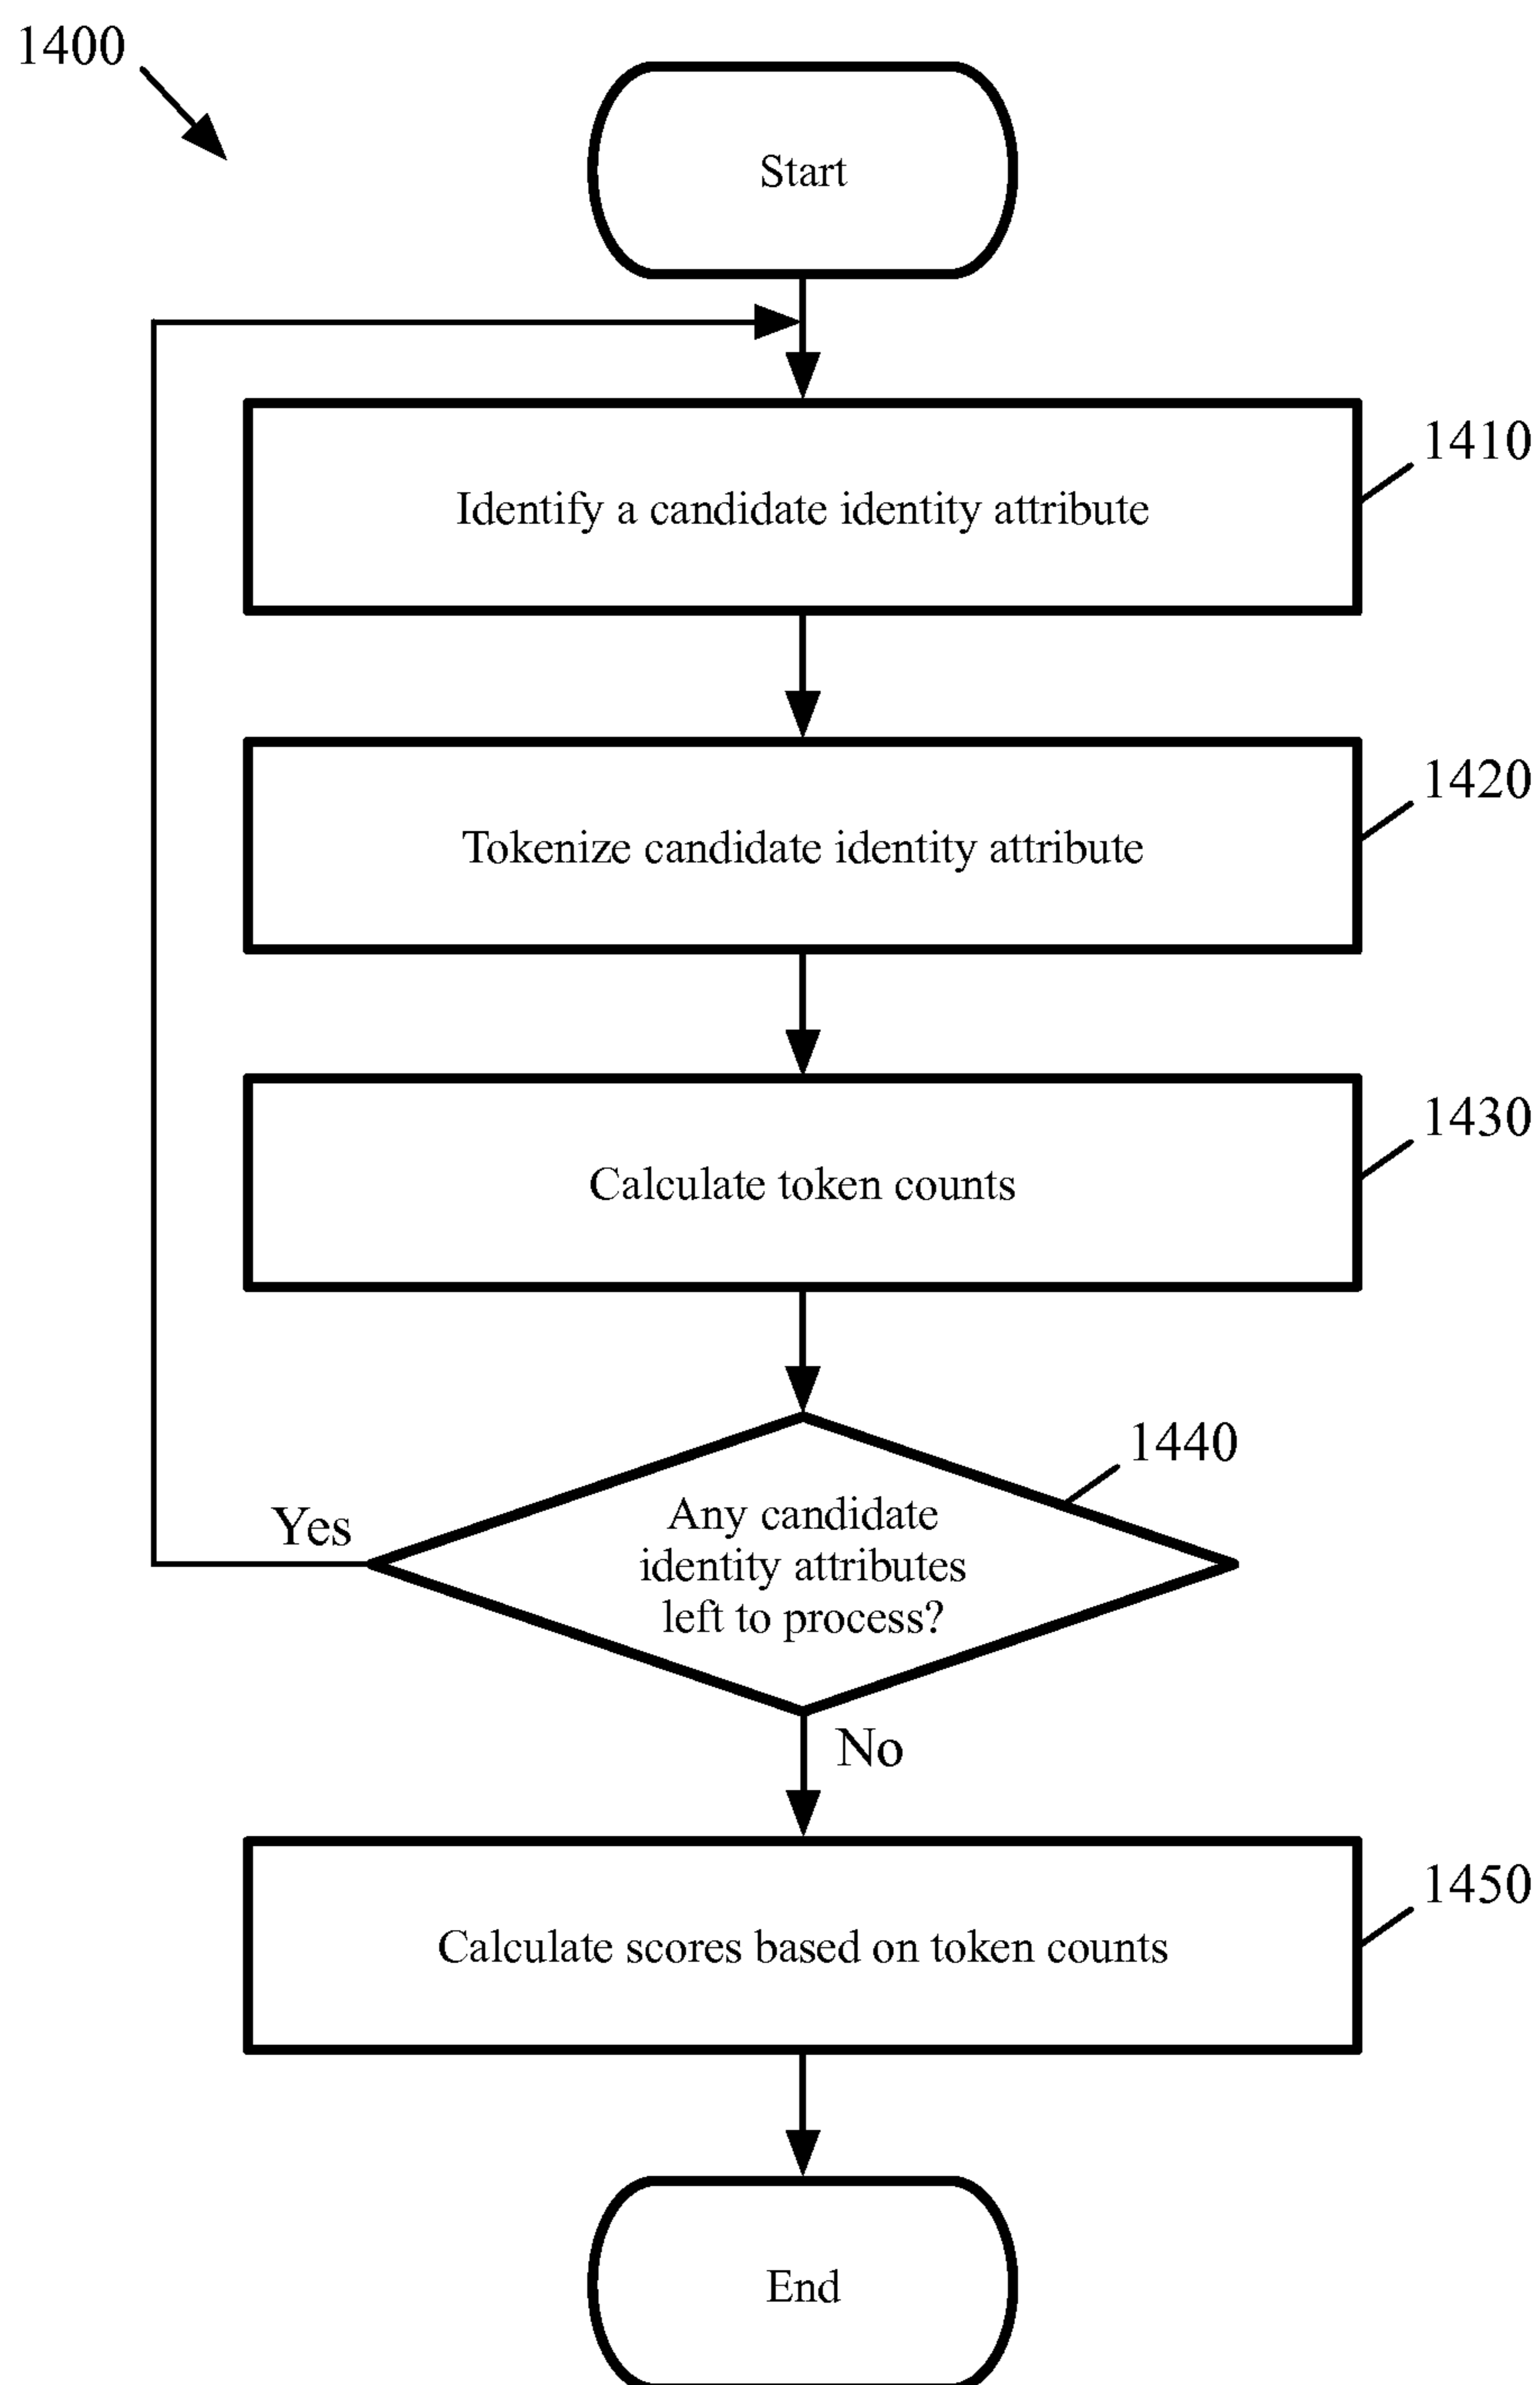 1400
Start
Identify a candidate identity attribute
1410
Tokenize candidate identity attribute
1420
Calculate token counts
1430
1440
Any candidate
identity attributes
left to process?
Yes
No
Calculate scores based on token counts
1450
End